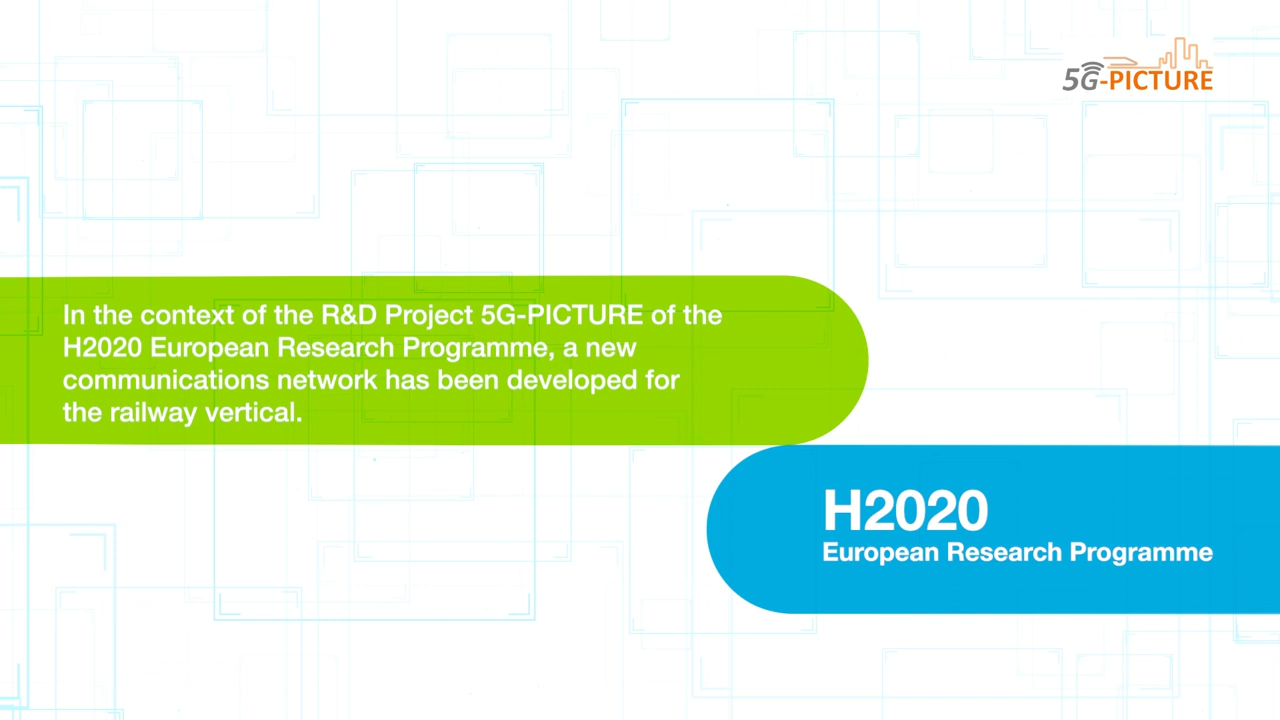 5G-PICTURE
In the context of the R&D Project 5G-PICTURE of the
H2020 European Research Programme, a new
communications network has been developed for
the railway vertical.
H2020
European Research Programme